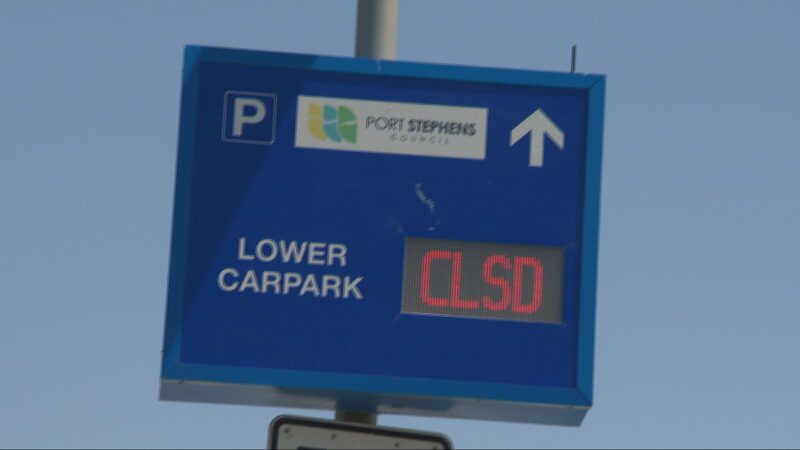 P
PORT STEPHENS
COUNCIL
LOWER
CARPARK
CLSD